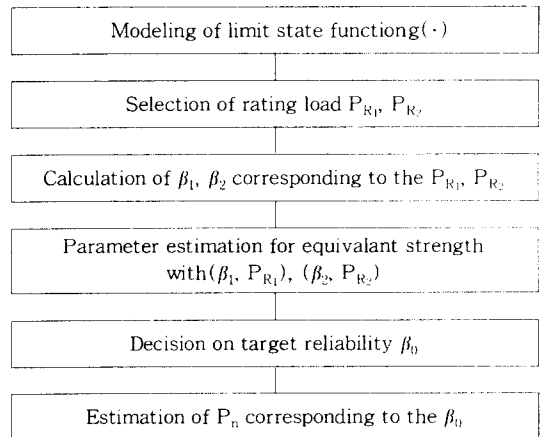 Modeling of limit state functiong(·)
Selection of rating load P_R₁, P_R₂
Calculation of β₁, β₂ corresponding to the P_R₁, P_R₂
Parameter estimation for equivalant strength
with(β₁, P_R₁), (β₂, P_R₂)
Decision on target reliability β₀
Estimation of Pₙ corresponding to the β₀